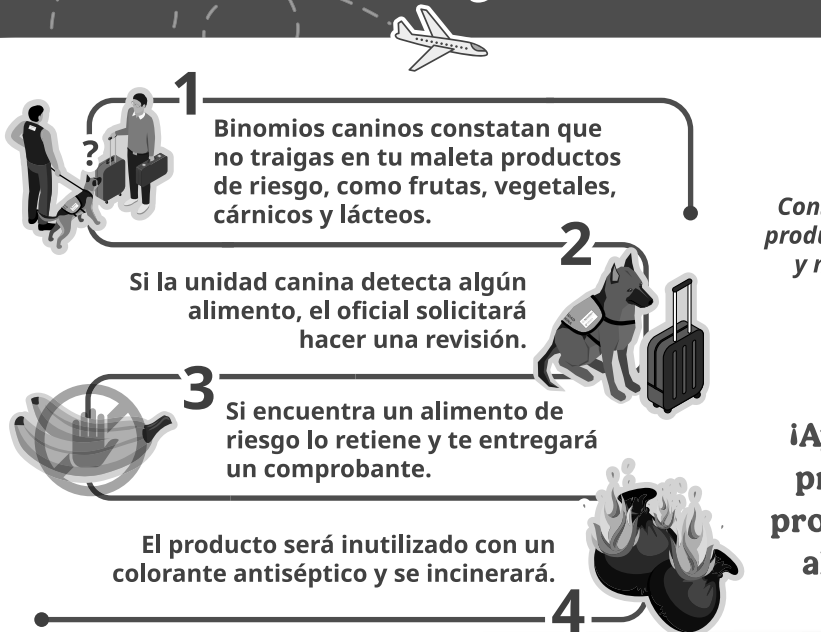 1
?
Binomios caninos constatan que
no traigas en tu maleta productos
de riesgo, como frutas, vegetales,
cárnicos y lácteos.
2
Si la unidad canina detecta algún
alimento, el oficial solicitará
hacer una revisión.
3
Si encuentra un alimento de
riesgo lo retiene y te entregará
un comprobante.
El producto será inutilizado con un
colorante antiséptico y se incinerará.
4
y